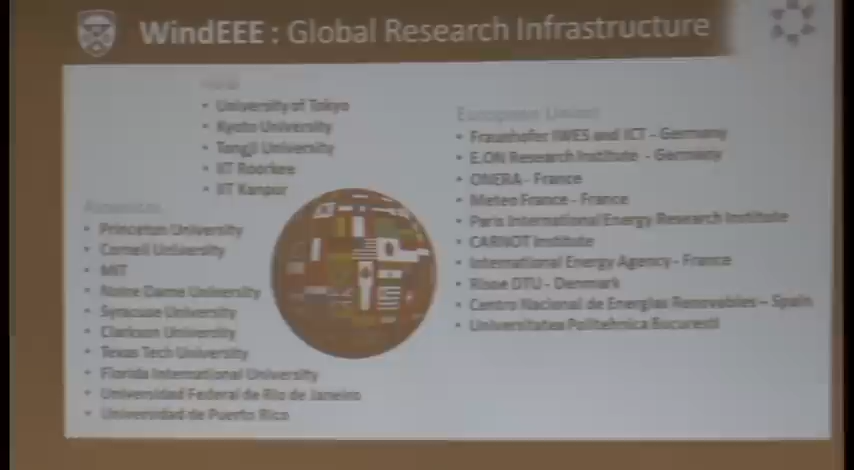 WindEEE : Global Research Infrastructure
• University of Tokyo
• Kyoto University
• Tongji University
• IIT Roorkee
• IIT Kanpur
Americas
• Princeton University
• Cornell University
• MIT
• Notre Dame University
• Syracuse University
• Clarkson University
• Texas Tech University
• Florida International University
• Universidad Federal de Rio de Janeiro
• Universidad de Puerto Rico
European Union
• Fraunhofer IWES and ICT - Germany
• E.ON Research Institute - Germany
• ONERA - France
• Meteo France - France
• Paris International Energy Research Institute
• CARNOT Institute
• International Energy Agency - France
• Risoe DTU - Denmark
• Centro Nacional de Energias Renovables – Spain
• Universitatea Politehnica Bucuresti